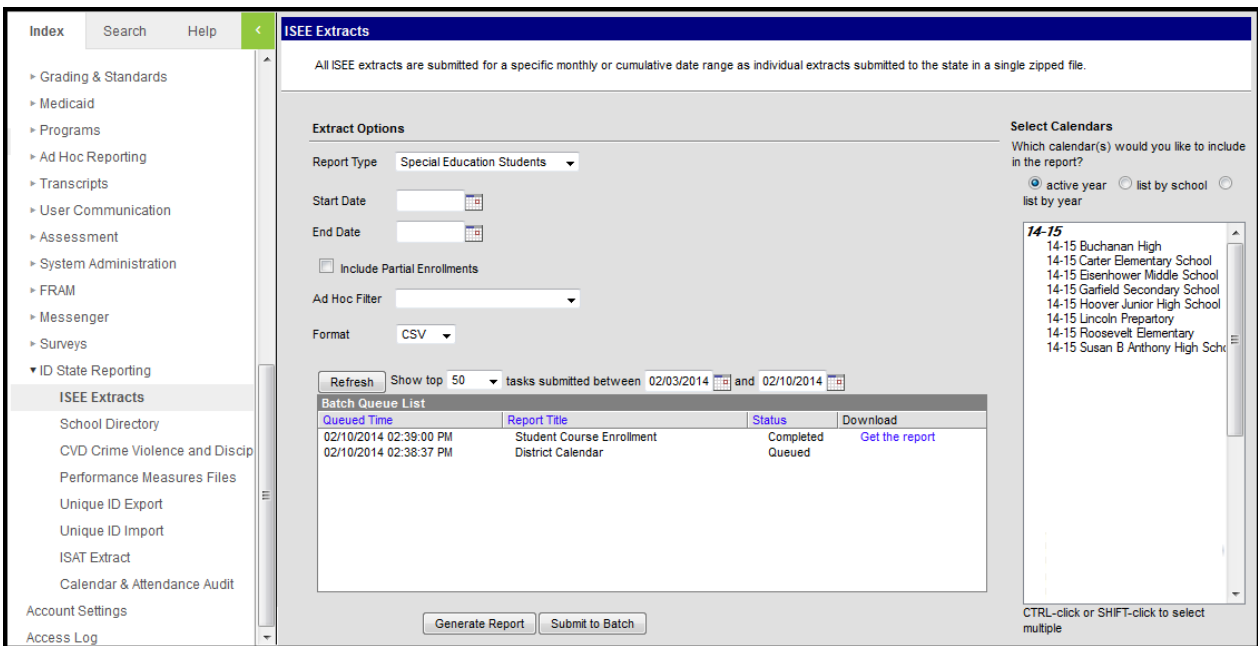 Index Search Help <
Grading & Standards
Medicaid
Programs
Ad Hoc Reporting
Transcripts
User Communication
Assessment
System Administration
FRAM
Messenger
Surveys
ID State Reporting
ISEE Extracts
School Directory
CVD Crime Violence and Discip
Performance Measures Files
Unique ID Export
Unique ID Import
ISAT Extract
Calendar & Attendance Audit
Account Settings
Access Log
ISEE Extracts
All ISEE extracts are submitted for a specific monthly or cumulative date range as individual extracts submitted to the state in a single zipped file.
Extract Options
Report Type Special Education Students
Start Date
End Date
Include Partial Enrollments
Ad Hoc Filter
Format CSV
Refresh Show top 50 tasks submitted between 02/03/2014 and 02/10/2014
Batch Queue List
Queued Time Report Title Status Download
02/10/2014 02:39:00 PM Student Course Enrollment Completed Get the report
02/10/2014 02:38:37 PM District Calendar Queued
Generate Report Submit to Batch
Select Calendars
Which calendar(s) would you like to include
in the report?
active year list by school
list by year
14-15
14-15 Buchanan High
14-15 Carter Elementary School
14-15 Eisenhower Middle School
14-15 Garfield Secondary School
14-15 Hoover Junior High School
14-15 Lincoln Prepartory
14-15 Roosevelt Elementary
14-15 Susan B Anthony High Scho
CTRL-click or SHIFT-click to select
multiple